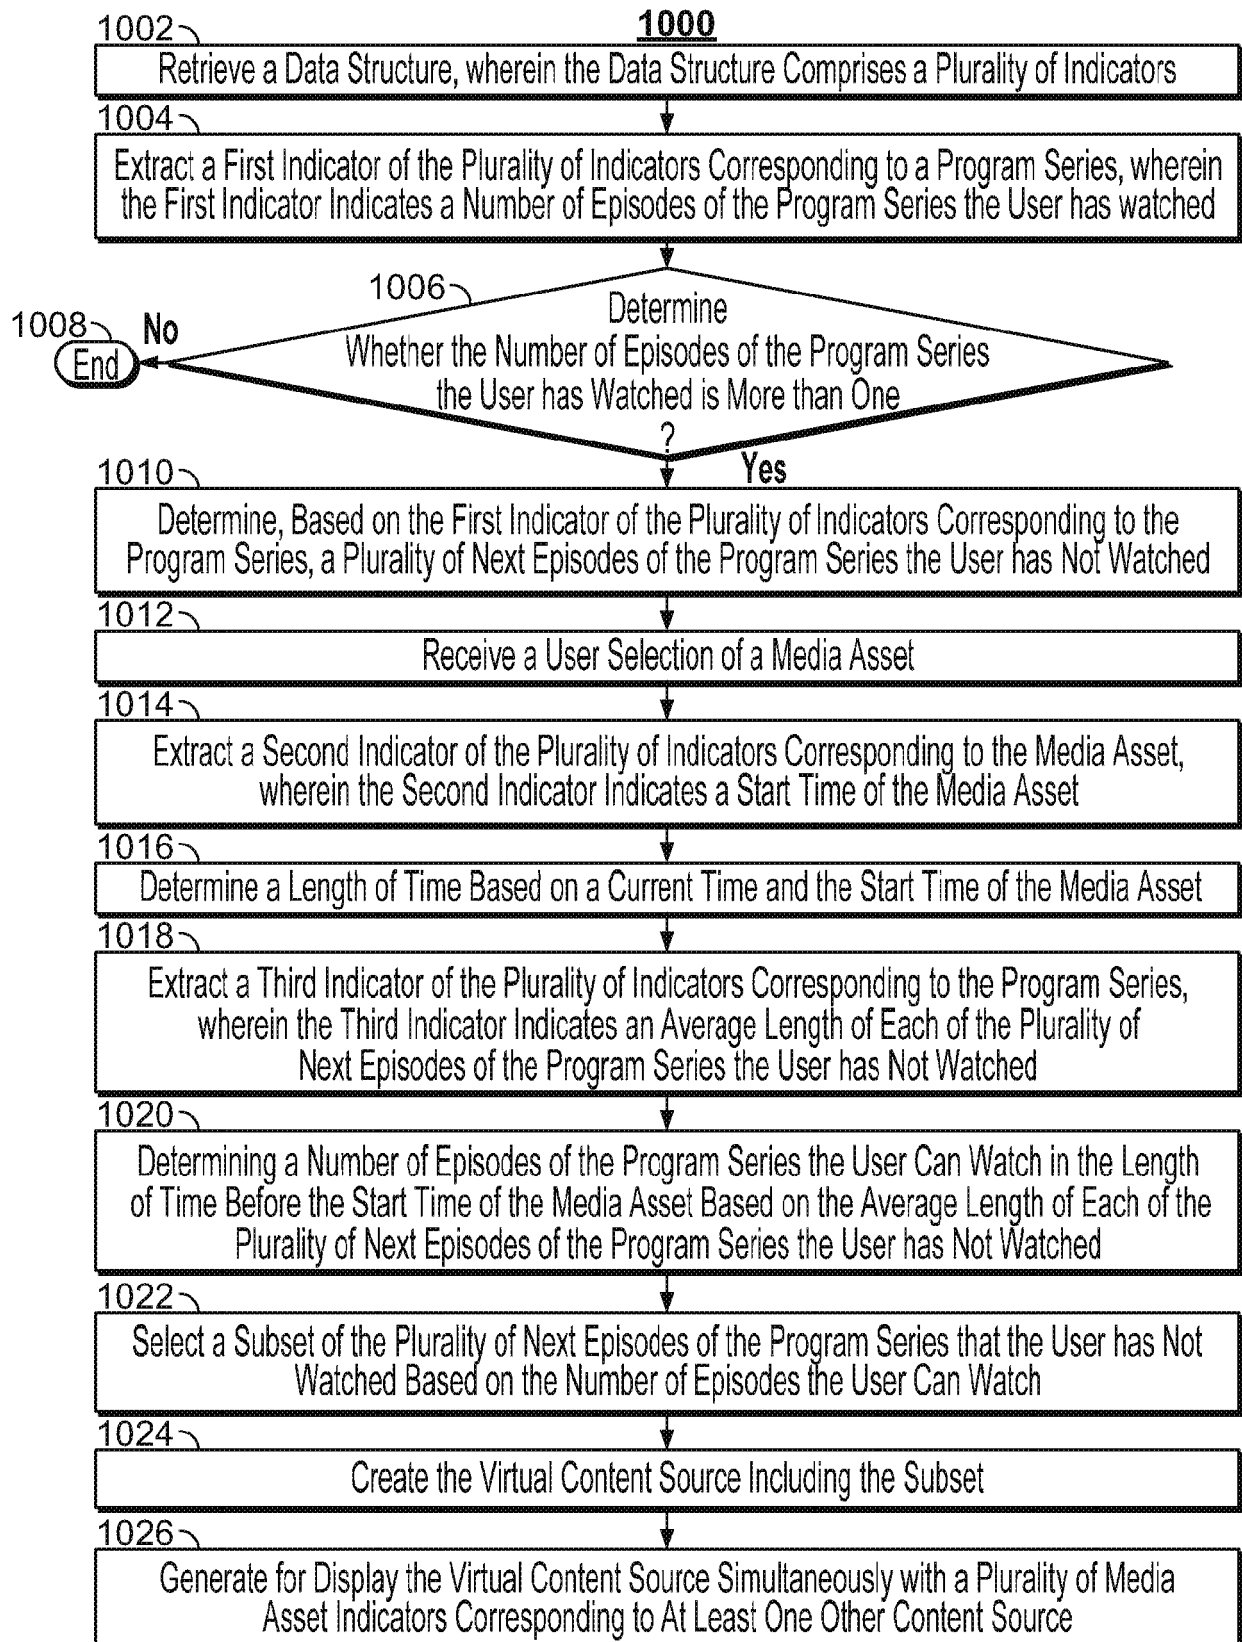 1000
1002
Retrieve a Data Structure, wherein the Data Structure Comprises a Plurality of Indicators
1004
Extract a First Indicator of the Plurality of Indicators Corresponding to a Program Series, wherein
the First Indicator Indicates a Number of Episodes of the Program Series the User has watched
1006
Determine
Whether the Number of Episodes of the Program Series
the User has Watched is More than One
?
1008
No
End
Yes
1010
Determine, Based on the First Indicator of the Plurality of Indicators Corresponding to the
Program Series, a Plurality of Next Episodes of the Program Series the User has Not Watched
1012
Receive a User Selection of a Media Asset
1014
Extract a Second Indicator of the Plurality of Indicators Corresponding to the Media Asset,
wherein the Second Indicator Indicates a Start Time of the Media Asset
1016
Determine a Length of Time Based on a Current Time and the Start Time of the Media Asset
1018
Extract a Third Indicator of the Plurality of Indicators Corresponding to the Program Series,
wherein the Third Indicator Indicates an Average Length of Each of the Plurality of
Next Episodes of the Program Series the User has Not Watched
1020
Determining a Number of Episodes of the Program Series the User Can Watch in the Length
of Time Before the Start Time of the Media Asset Based on the Average Length of Each of the
Plurality of Next Episodes of the Program Series the User has Not Watched
1022
Select a Subset of the Plurality of Next Episodes of the Program Series that the User has Not
Watched Based on the Number of Episodes the User Can Watch
1024
Create the Virtual Content Source Including the Subset
1026
Generate for Display the Virtual Content Source Simultaneously with a Plurality of Media
Asset Indicators Corresponding to At Least One Other Content Source